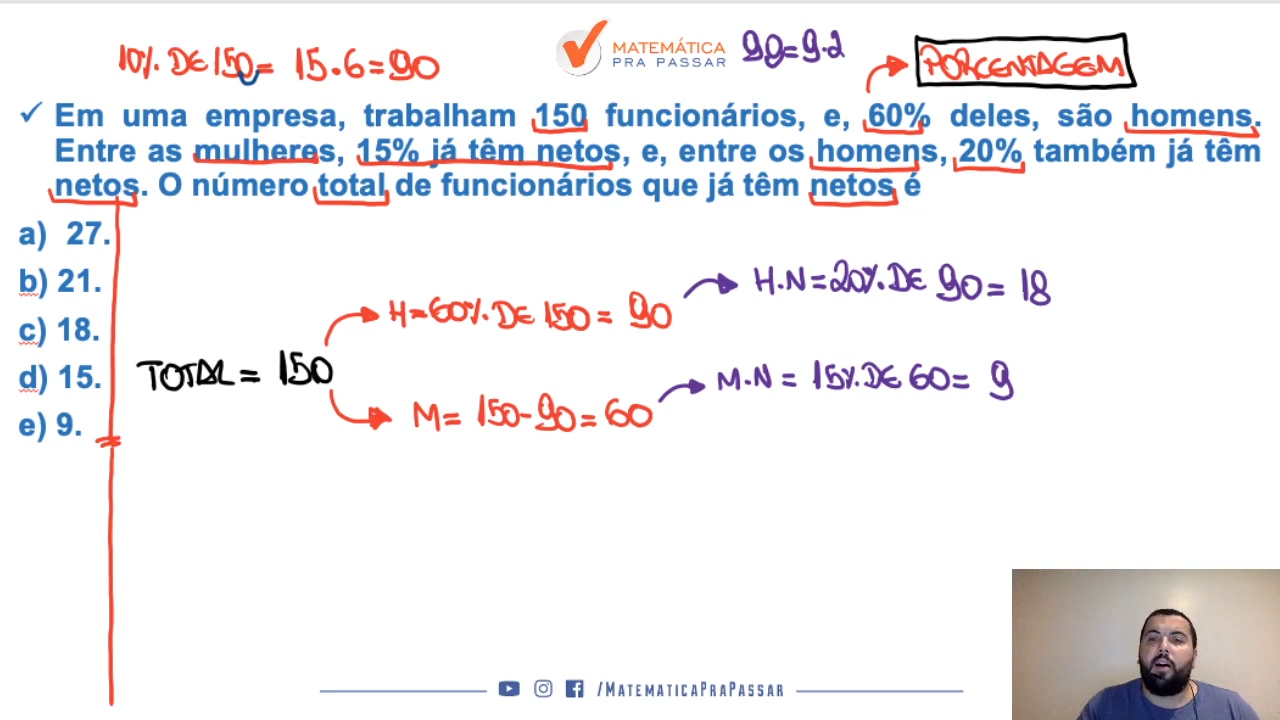 10% DE 150 = 15.6=90
MATEMÁTICA
PRA PASSAR
90=9.2
PORCENTAGEM
✓ Em uma empresa, trabalham 150 funcionários, e, 60% deles, são homens.
Entre as mulheres, 15% já têm netos, e, entre os homens, 20% também já têm
netos. O número total de funcionários que já têm netos é
a) 27.
b) 21.
c) 18.
d) 15.
e) 9.
TOTAL = 150
H=60% DE 150 = 90
H.N=20% DE 90= 18
M= 150-90=60
M.N = 15% DE 60= 9
/MATEMATICAPRAPASSAR